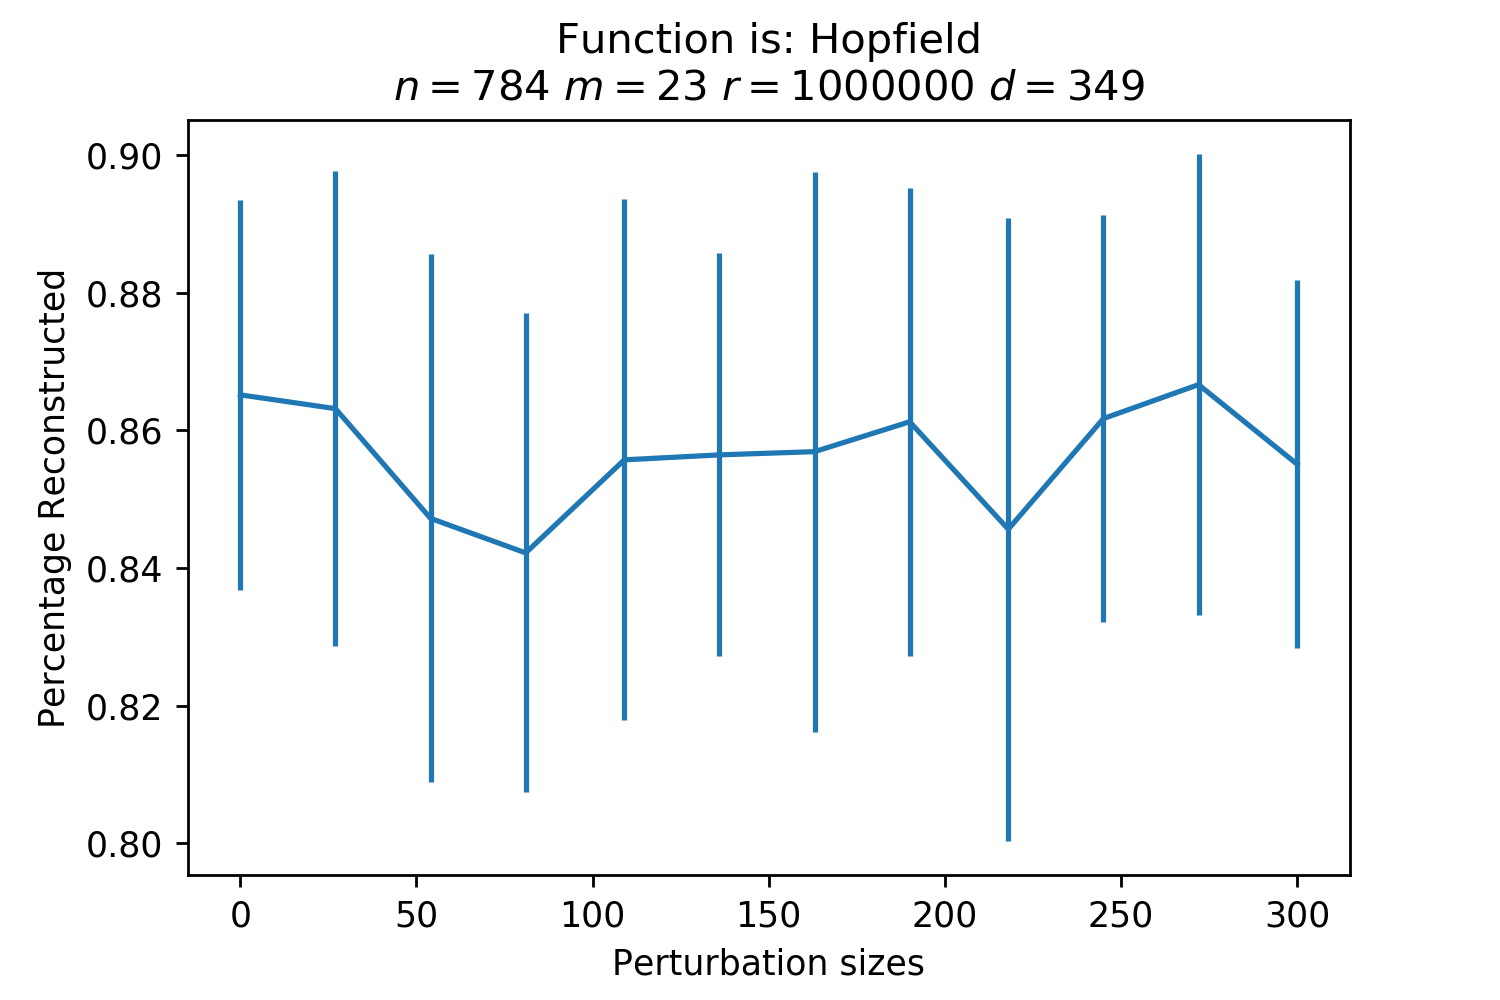 Function is: Hopfield
n = 784 m = 23 r = 1000000 d = 349
Percentage Reconstructed
0.90
0.88
0.86
0.84
0.82
0.80
0 50 100 150 200 250 300
Perturbation sizes